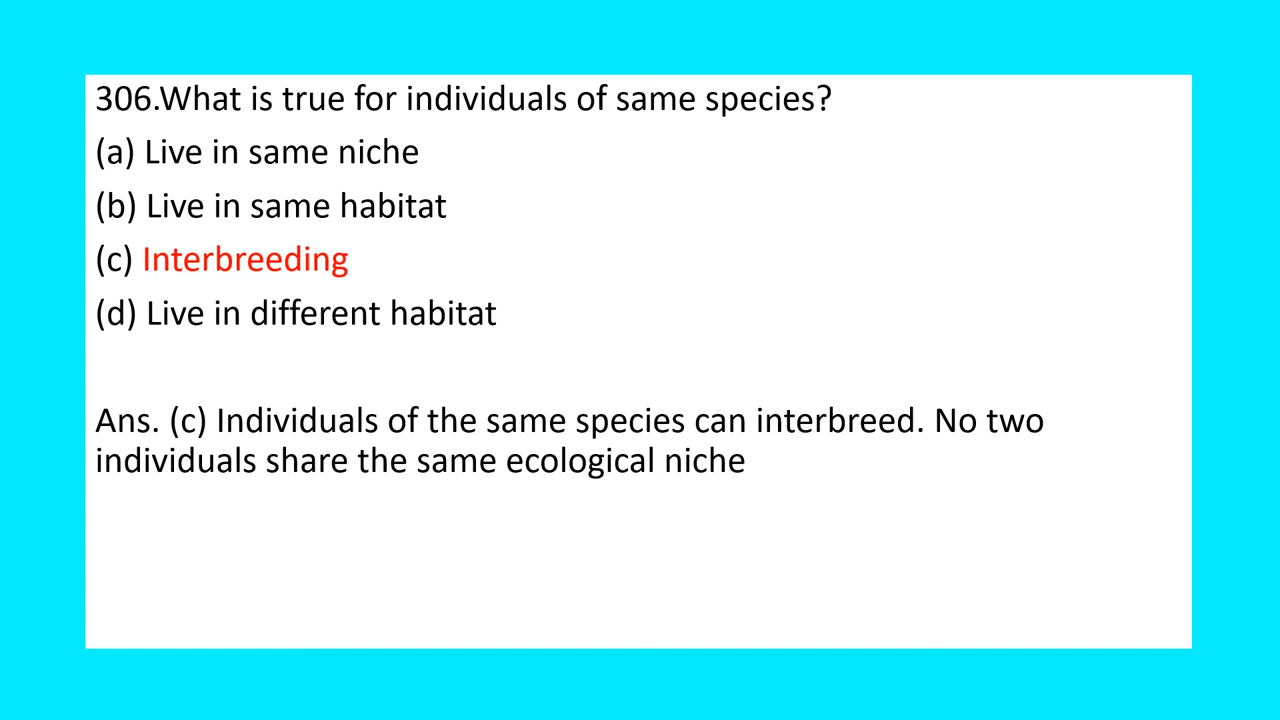 306.What is true for individuals of same species?
(a) Live in same niche
(b) Live in same habitat
(c) Interbreeding
(d) Live in different habitat
Ans. (c) Individuals of the same species can interbreed. No two
individuals share the same ecological niche